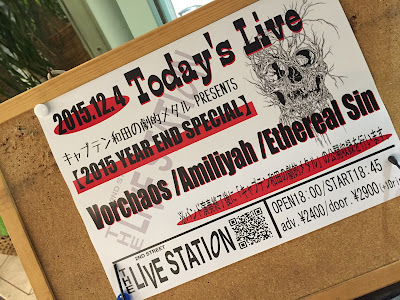 2015.12.4
Today's Live
キャプテン和田の劇的メタル PRESENTS
【2015 YEAR END SPECIAL】
Vorchaos /Amiliyah /Ethereal Sin
2ND STREET
THE LIVE STATION
OPEN18:00/START18:45
adv. ¥2400/door. ¥2900